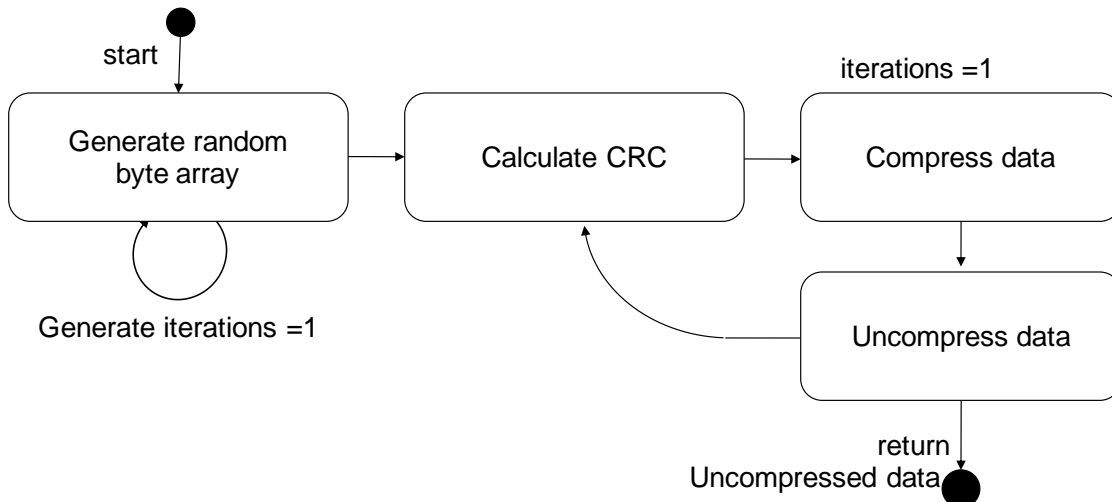 start
iterations =1
Generate random
byte array
Calculate CRC
Compress data
Generate iterations =1
Uncompress data
return
Uncompressed data